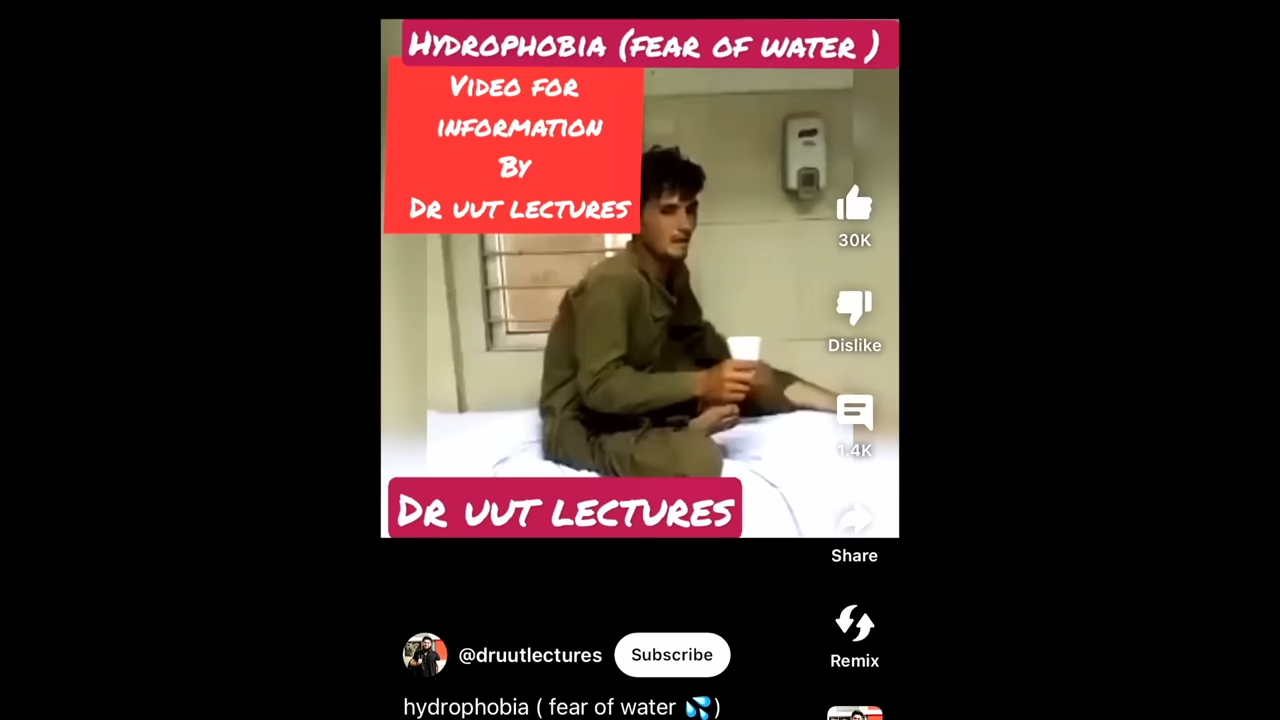 HYDROPHOBIA (FEAR OF WATER )
VIDEO FOR
INFORMATION
BY
DR UUT LECTURES
30K
Dislike
1.4K
DR UUT LECTURES
Share
@druutlectures
Subscribe
Remix
hydrophobia ( fear of water 💦 )